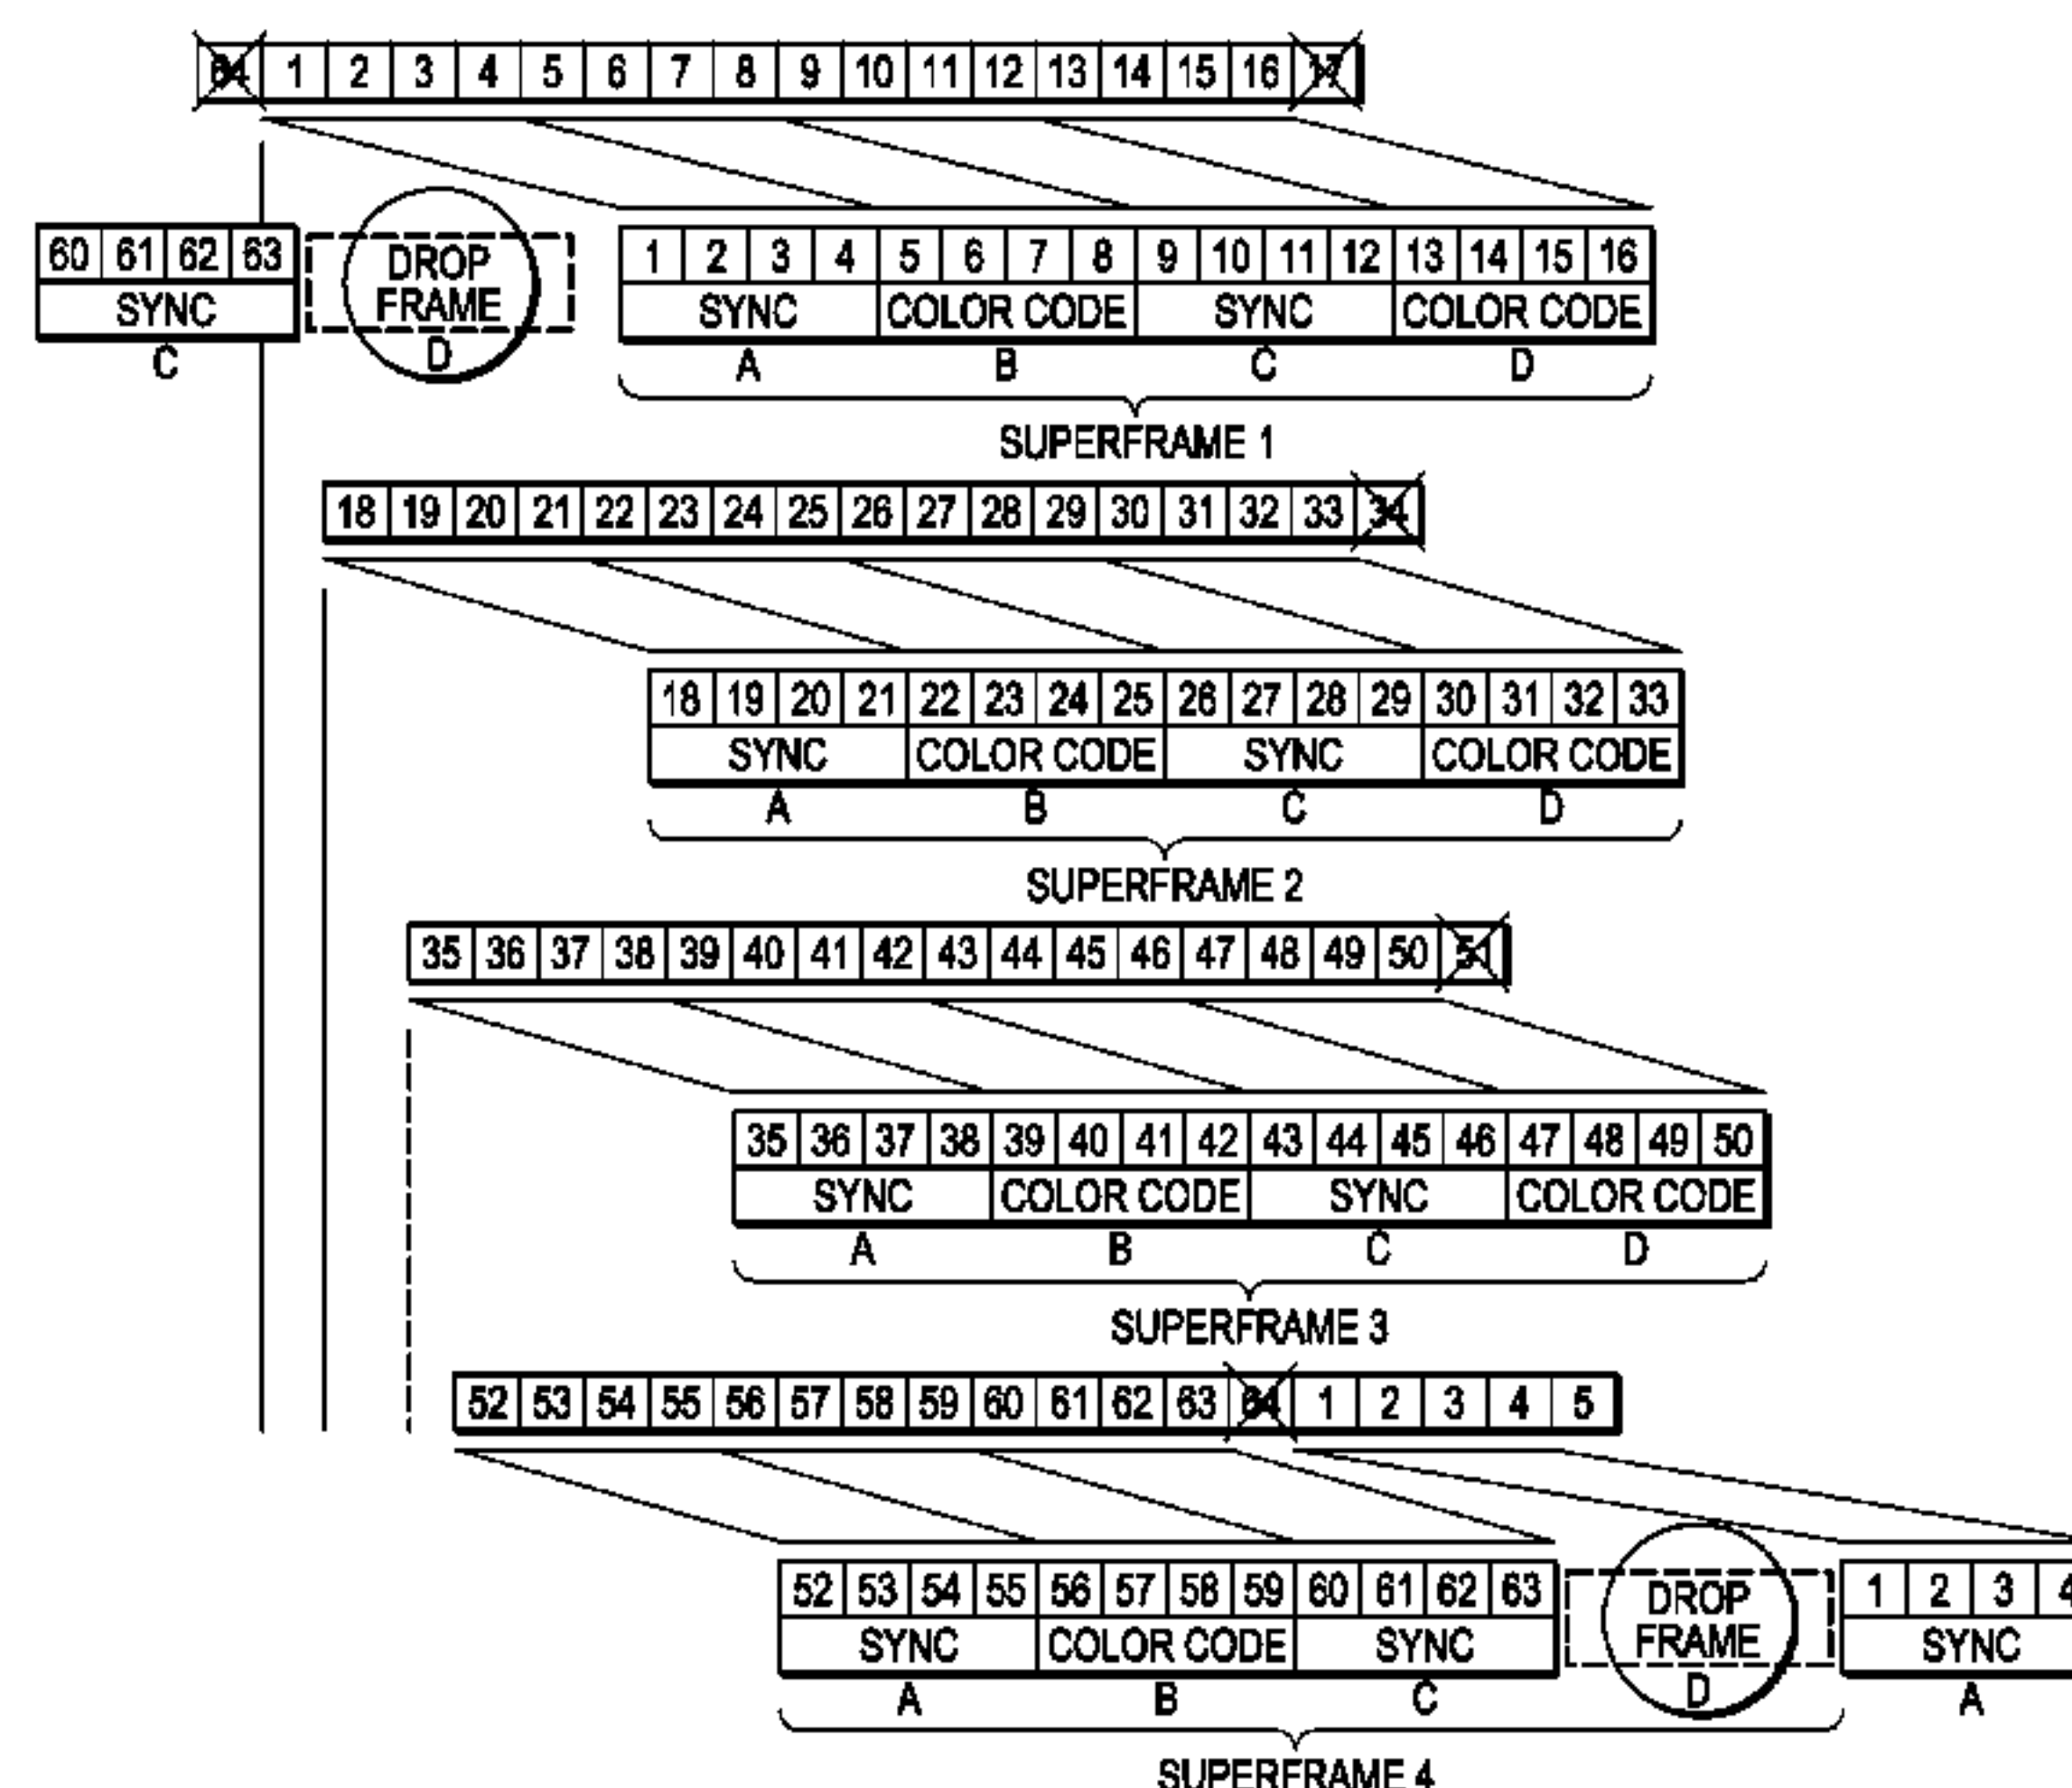 64 1 2 3 4 5 6 7 8 9 10 11 12 13 14 15 16 17
60 61 62 63
SYNC
C
DROP
FRAME
D
1 2 3 4 5 6 7 8 9 10 11 12 13 14 15 16
SYNC COLOR CODE SYNC COLOR CODE
A B C D
SUPERFRAME 1
18 19 20 21 22 23 24 25 26 27 28 29 30 31 32 33 34
18 19 20 21 22 23 24 25 26 27 28 29 30 31 32 33
SYNC COLOR CODE SYNC COLOR CODE
A B C D
SUPERFRAME 2
35 36 37 38 39 40 41 42 43 44 45 46 47 48 49 50 51
35 36 37 38 39 40 41 42 43 44 45 46 47 48 49 50
SYNC COLOR CODE SYNC COLOR CODE
A B C D
SUPERFRAME 3
52 53 54 55 56 57 58 59 60 61 62 63 64 1 2 3 4 5
52 53 54 55 56 57 58 59 60 61 62 63
SYNC COLOR CODE SYNC
A B C
DROP
FRAME
D
1 2 3 4
SYNC
A
SUPERFRAME 4